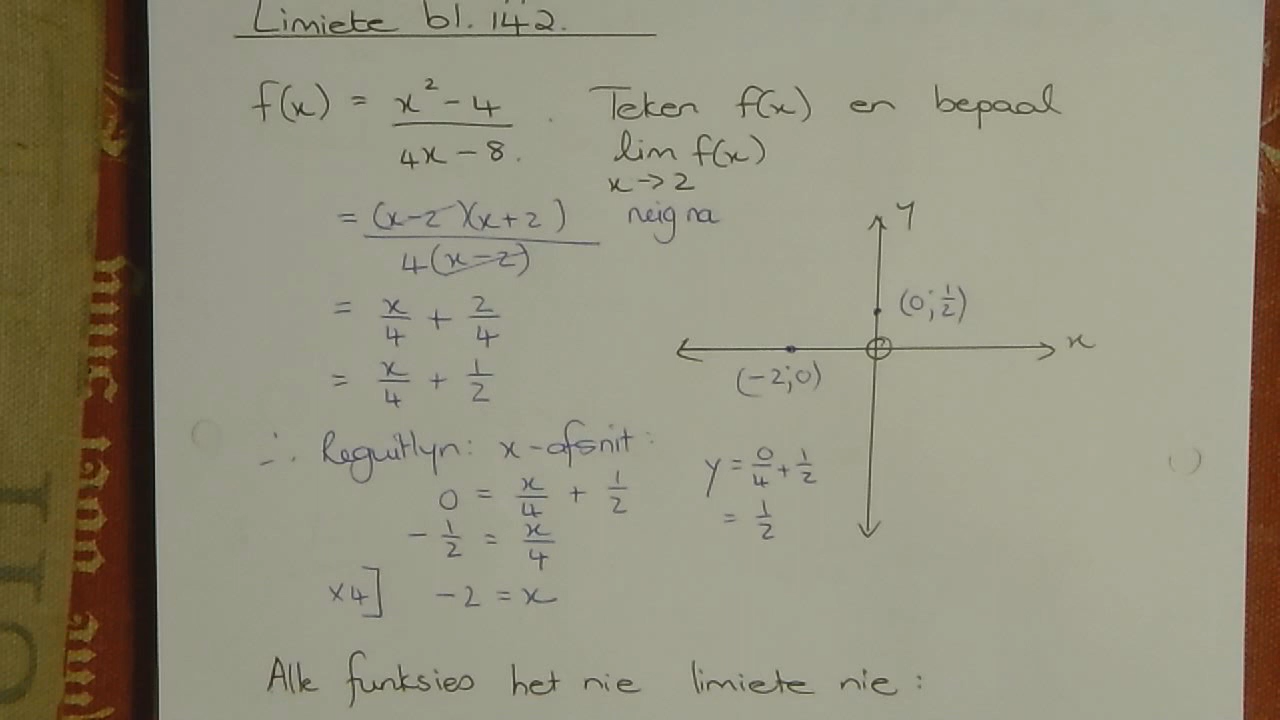 Limiete bl. 142.
f(x) = x² - 4 / 4x - 8. Teken f(x) en bepaal
lim f(x)
x → 2
neig na
= (x-2)(x+2) / 4(x-2)
= x/4 + 2/4
= x/4 + 1/2
∴ Reguitlyn: x-afsnit:
0 = x/4 + 1/2
- 1/2 = x/4
x4] -2 = x
y = 0/4 + 1/2
= 1/2
y
(0; 1/2)
x
(-2; 0)
Alle funksies het nie limiete nie: